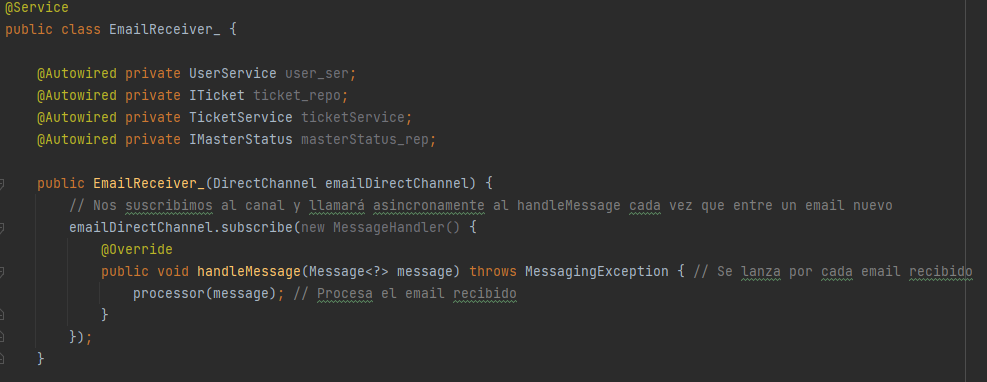 @Service
public class EmailReceiver_ {
@Autowired private UserService user_ser;
@Autowired private ITicket ticket_repo;
@Autowired private TicketService ticketService;
@Autowired private IMasterStatus masterStatus_rep;
public EmailReceiver_(DirectChannel emailDirectChannel) {
// Nos suscribimos al canal y llamará asincronamente al handleMessage cada vez que entre un email nuevo
emailDirectChannel.subscribe(new MessageHandler() {
@Override
public void handleMessage(Message<?> message) throws MessagingException { // Se lanza por cada email recibido
processor(message); // Procesa el email recibido
}
});
}